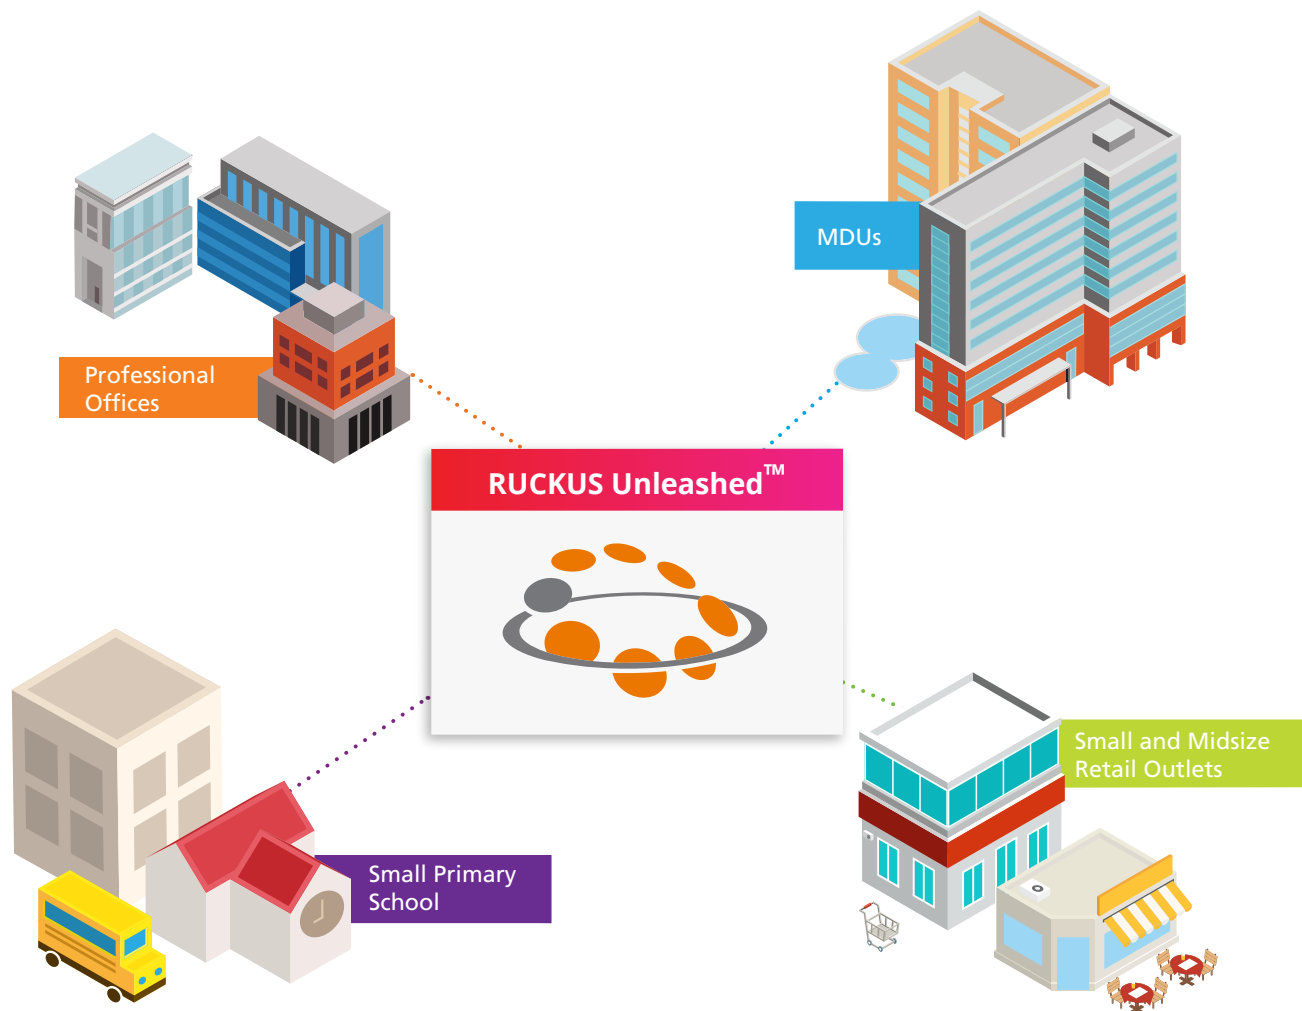 MDUs
Professional
Offices
RUCKUS Unleashed™
Small and Midsize
Retail Outlets
Small Primary
School